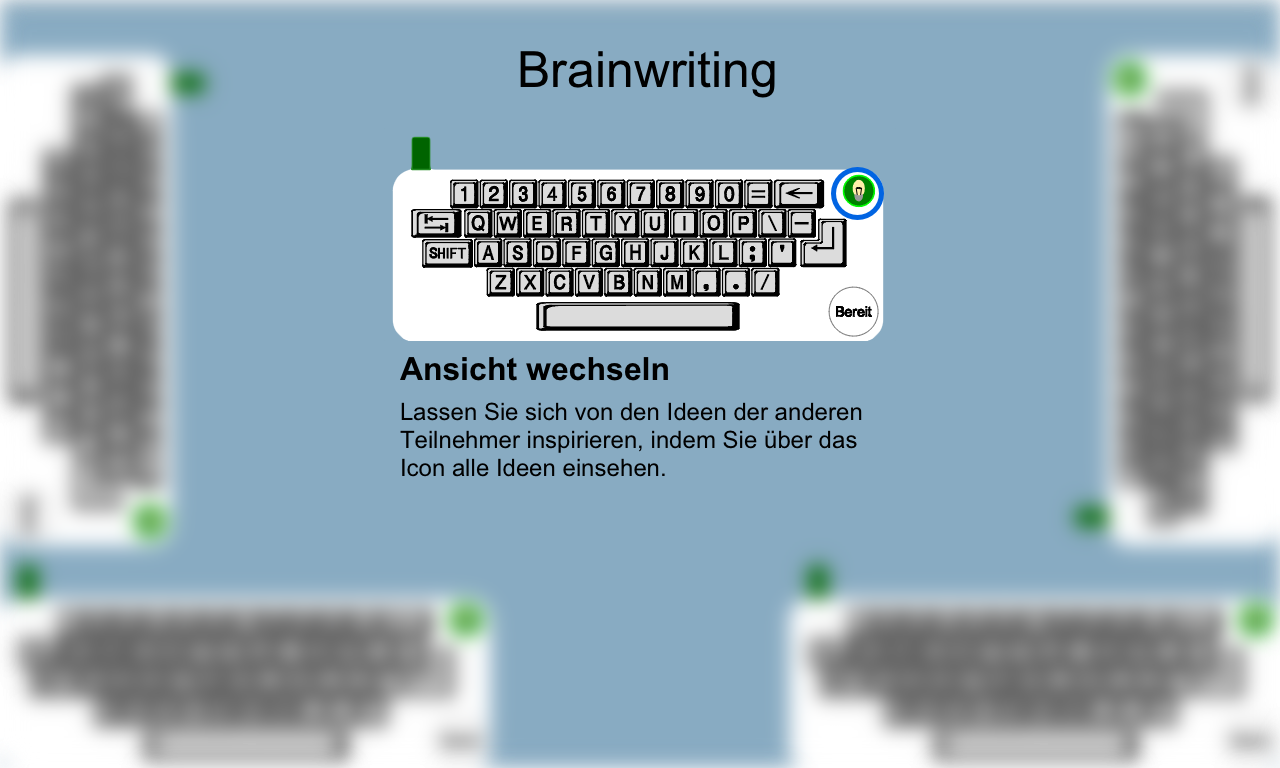 Brainwriting
1 2 3 4 5 6 7 8 9 0 =
Q W E R T Y U I O P \ –
SHIFT A S D F G H J K L ; '
Z X C V B N M , . /
Bereit
Ansicht wechseln
Lassen Sie sich von den Ideen der anderen
Teilnehmer inspirieren, indem Sie über das
Icon alle Ideen einsehen.